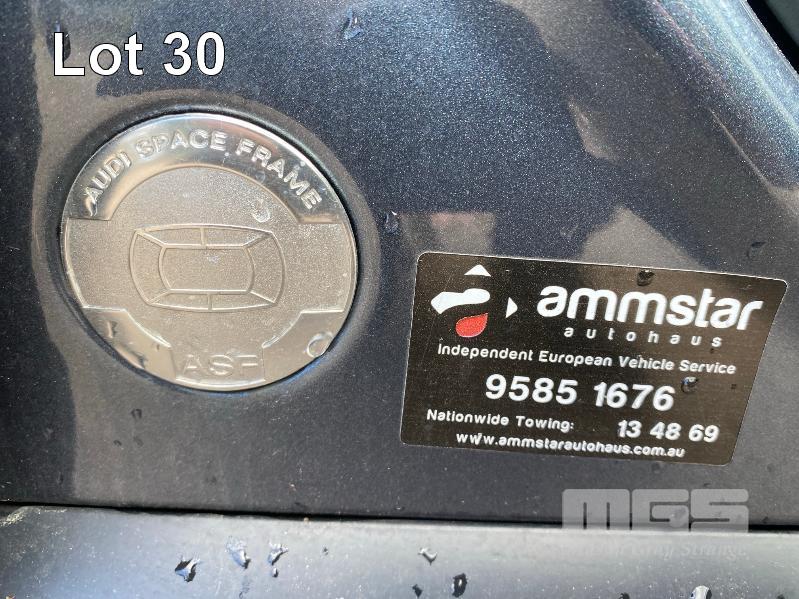 Lot 30
AUDI SPACE FRAME
ASF
ammstar
autohaus
Independent European Vehicle Service
9585 1676
Nationwide Towing: 13 48 69
www.ammstarautohaus.com.au
MGS